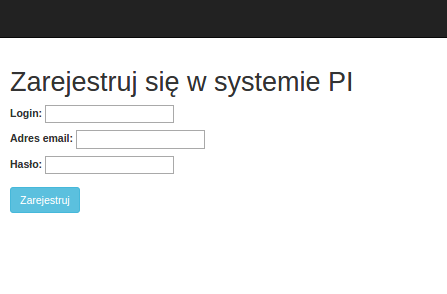 Zarejestruj się w systemie PI
Login:
Adres email:
Hasło:
Zarejestruj